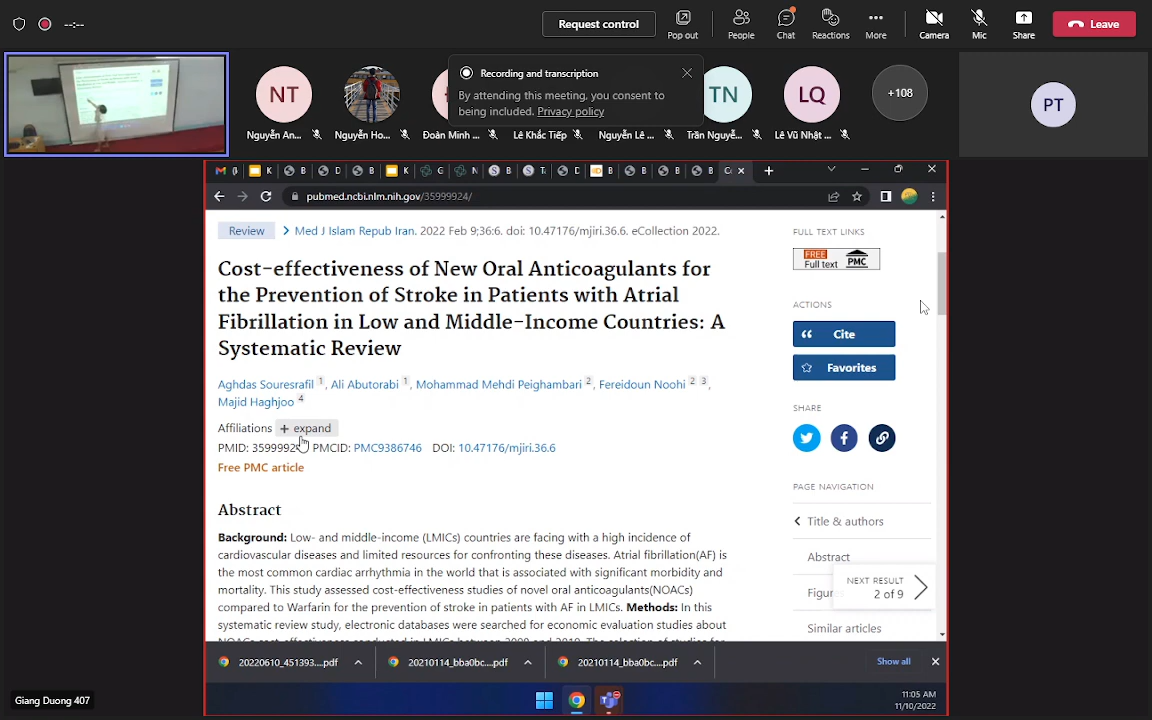 --:--
Request control
Pop out
People
Chat
Reactions
More
Camera
Mic
Share
Leave
Recording and transcription
By attending this meeting, you consent to
being included. Privacy policy
NT
TN
LQ
+108
PT
Nguyễn An...
Nguyễn Ho...
Đoàn Minh ...
Lê Khắc Tiếp
Nguyễn Lê ...
Trần Nguyễ...
Lê Vũ Nhật ...
pubmed.ncbi.nlm.nih.gov/35999924/
Review
Med J Islam Repub Iran. 2022 Feb 9;36:6. doi: 10.47176/mjiri.36.6. eCollection 2022.
Cost-effectiveness of New Oral Anticoagulants for
the Prevention of Stroke in Patients with Atrial
Fibrillation in Low and Middle-Income Countries: A
Systematic Review
Aghdas Souresrafil 1, Ali Abutorabi 1, Mohammad Mehdi Peighambari 2, Fereidoun Noohi 2 3,
Majid Haghjoo 4
Affiliations + expand
PMID: 3599992 PMCID: PMC9386746 DOI: 10.47176/mjiri.36.6
Free PMC article
Abstract
Background: Low- and middle-income (LMICs) countries are facing with a high incidence of
cardiovascular diseases and limited resources for confronting these diseases. Atrial fibrillation(AF) is
the most common cardiac arrhythmia in the world that is associated with significant morbidity and
mortality. This study assessed cost-effectiveness studies of novel oral anticoagulants(NOACs)
compared to Warfarin for the prevention of stroke in patients with AF in LMICs. Methods: In this
systematic review study, electronic databases were searched for economic evaluation studies about
FULL TEXT LINKS
FREE
Full text PMC
ACTIONS
Cite
Favorites
SHARE
PAGE NAVIGATION
Title & authors
Abstract
Figur
NEXT RESULT
2 of 9
Similar articles
20220610_451393....pdf
20210114_bba0bc....pdf
20210114_bba0bc....pdf
Show all
11:05 AM
11/10/2022
Giang Duong 407